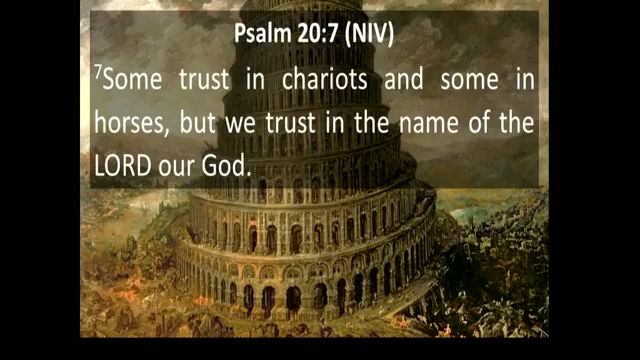 Psalm 20:7 (NIV)
⁷Some trust in chariots and some in
horses, but we trust in the name of the
LORD our God.